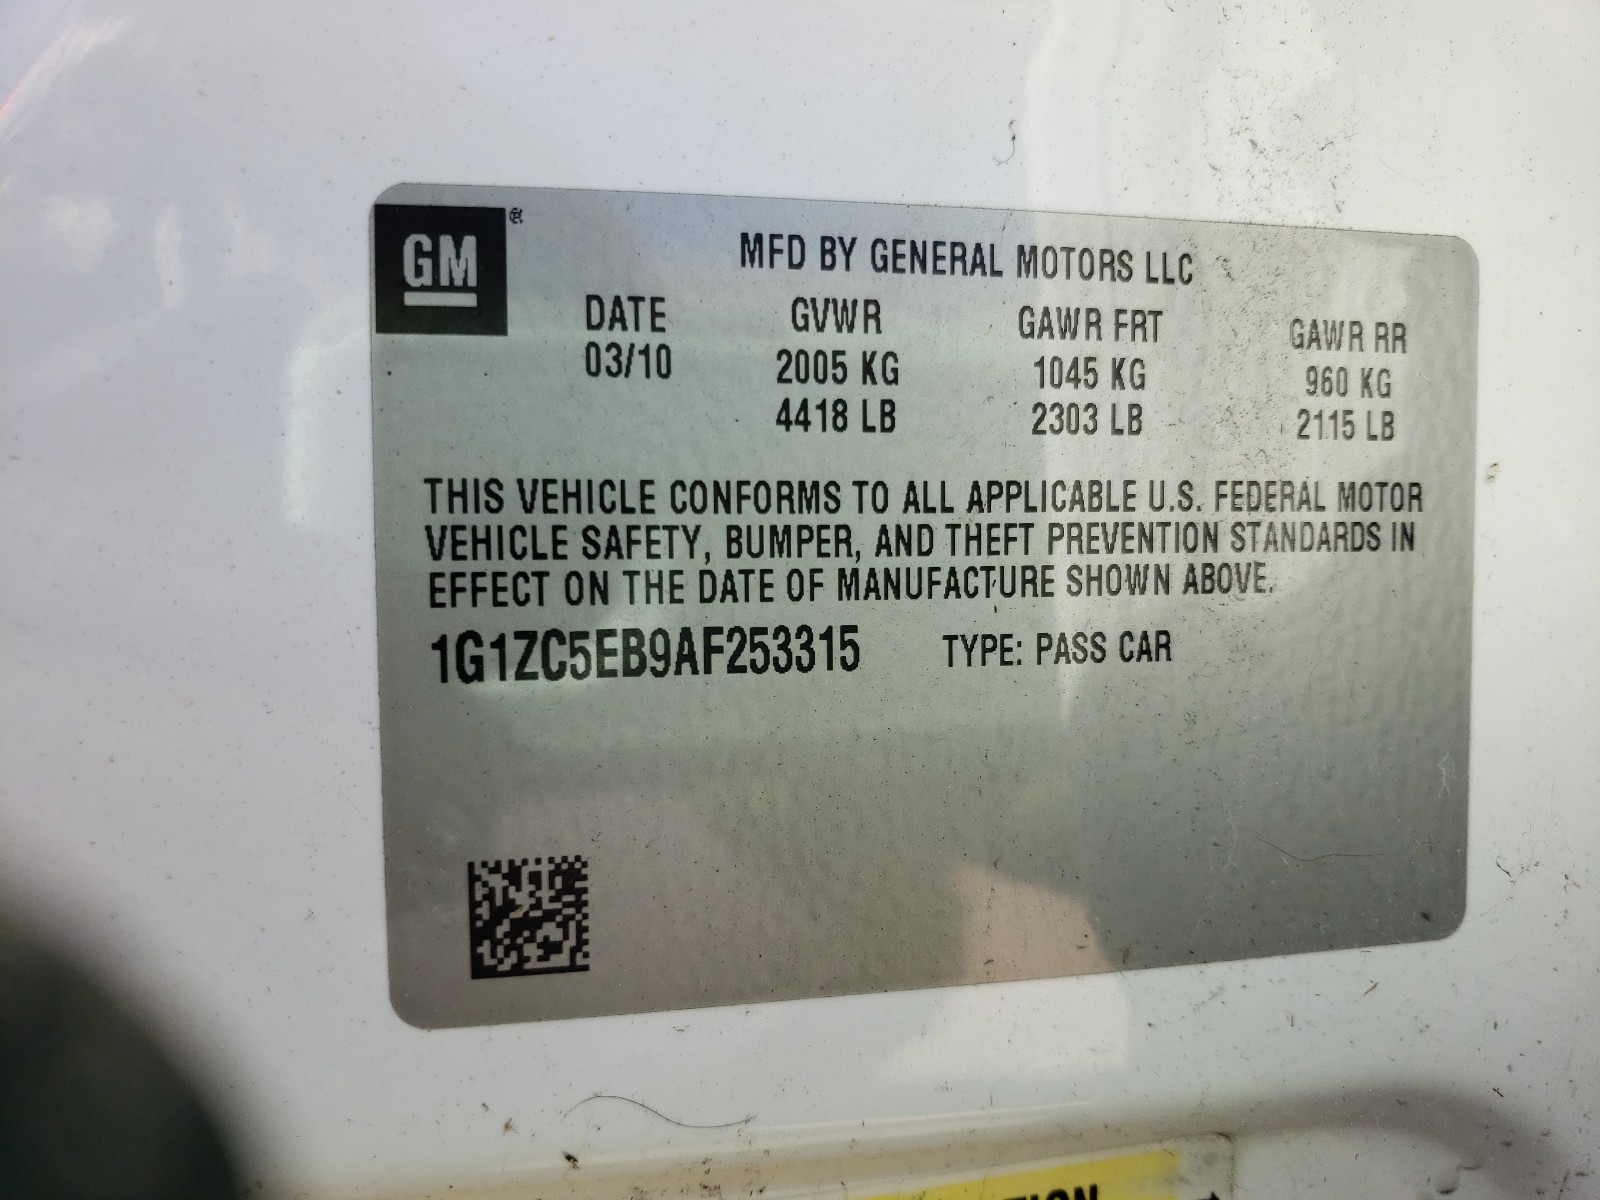 GM®
MFD BY GENERAL MOTORS LLC
DATE GVWR GAWR FRT GAWR RR
03/10 2005 KG 1045 KG 960 KG
4418 LB 2303 LB 2115 LB
THIS VEHICLE CONFORMS TO ALL APPLICABLE U.S. FEDERAL MOTOR
VEHICLE SAFETY, BUMPER, AND THEFT PREVENTION STANDARDS IN
EFFECT ON THE DATE OF MANUFACTURE SHOWN ABOVE.
1G1ZC5EB9AF253315 TYPE: PASS CAR